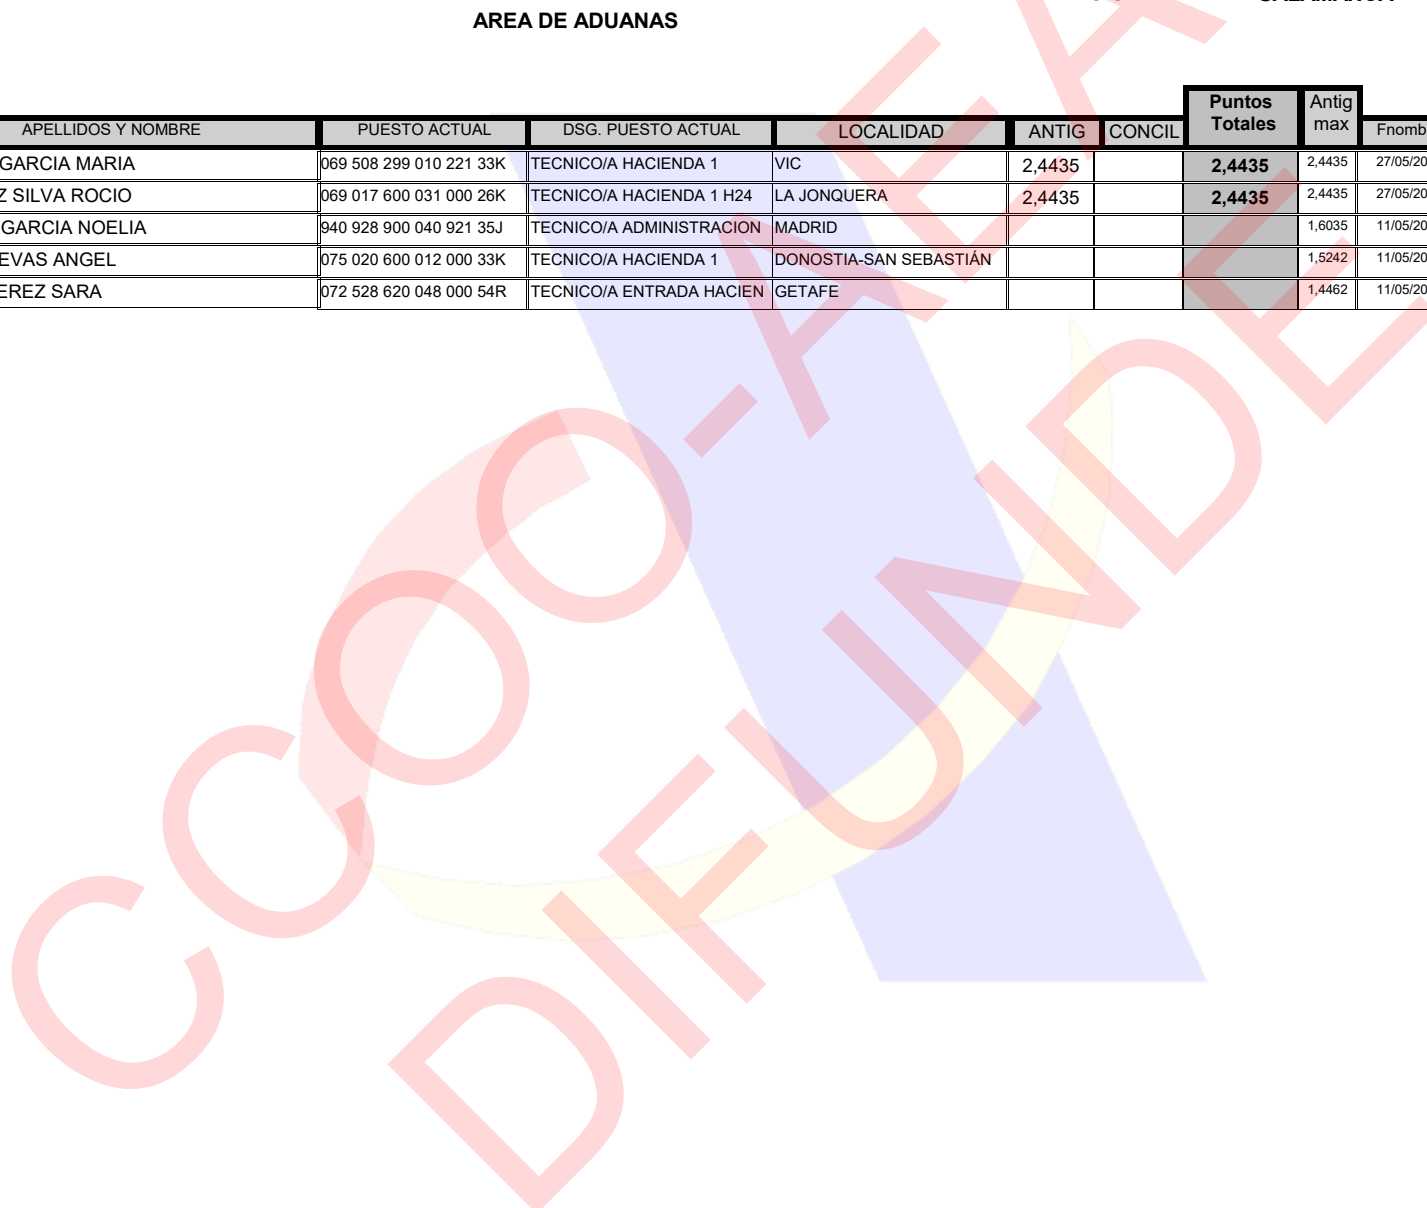 AREA DE ADUANAS
Puntos Totales Antig max
APELLIDOS Y NOMBRE PUESTO ACTUAL DSG. PUESTO ACTUAL LOCALIDAD ANTIG CONCIL Fnomb
GARCIA MARIA 069 508 299 010 221 33K TECNICO/A HACIENDA 1 VIC 2,4435 2,4435 2,4435 27/05/20
Z SILVA ROCIO 069 017 600 031 000 26K TECNICO/A HACIENDA 1 H24 LA JONQUERA 2,4435 2,4435 2,4435 27/05/20
GARCIA NOELIA 940 928 900 040 921 35J TECNICO/A ADMINISTRACION MADRID 1,6035 11/05/20
EVAS ANGEL 075 020 600 012 000 33K TECNICO/A HACIENDA 1 DONOSTIA-SAN SEBASTIÁN 1,5242 11/05/20
EREZ SARA 072 528 620 048 000 54R TECNICO/A ENTRADA HACIEN GETAFE 1,4462 11/05/20
CCOO-AEA
DIFUNDE